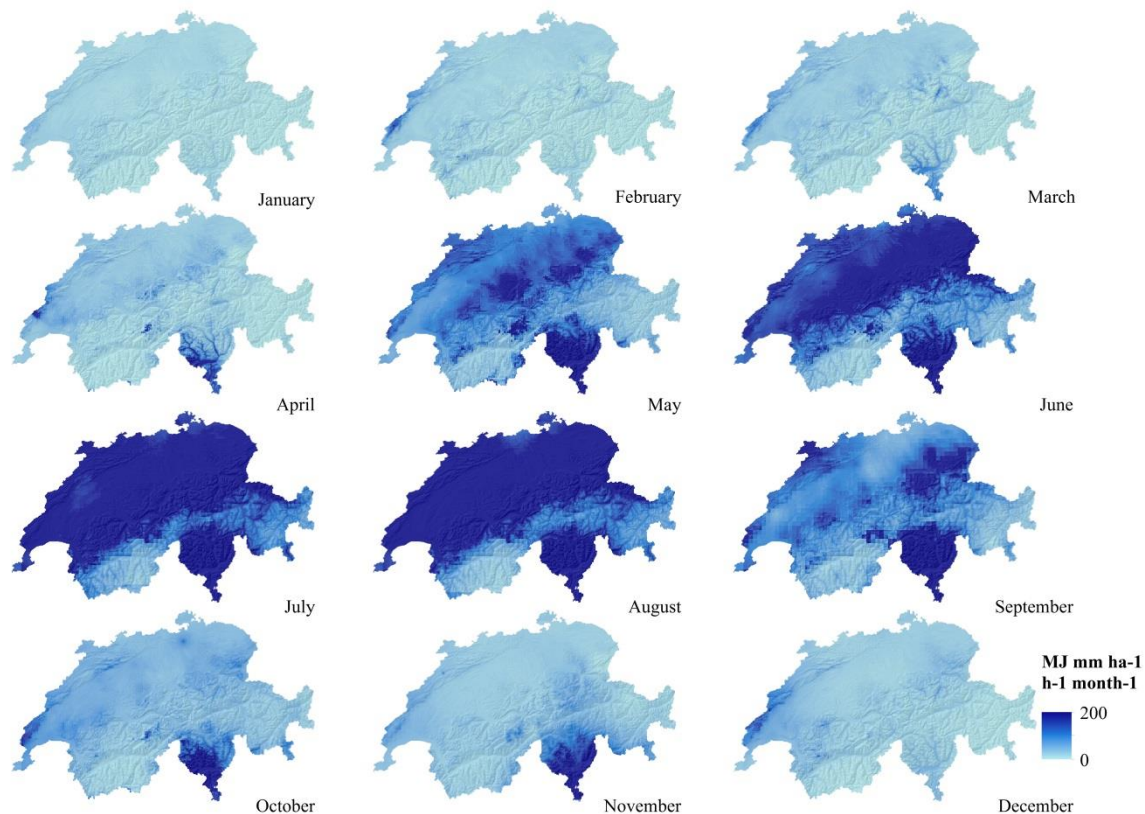 January
February
March
April
May
June
July
August
September
MJ mm ha-1
h-1 month-1
200
0
October
November
December